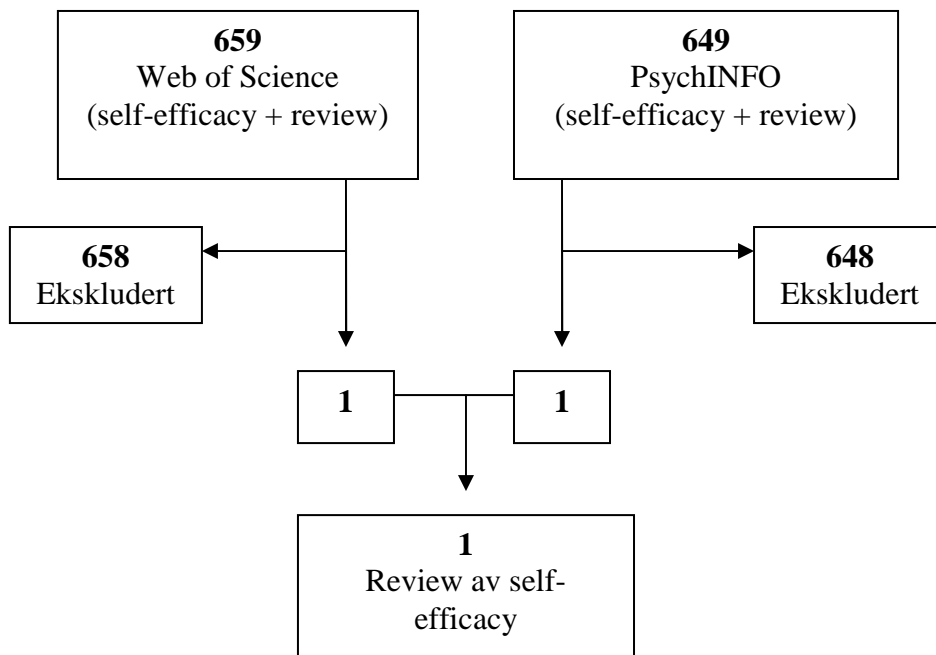 659
Web of Science
(self-efficacy + review)
649
PsychINFO
(self-efficacy + review)
658
Ekskludert
648
Ekskludert
1
1
1
Review av self-
efficacy